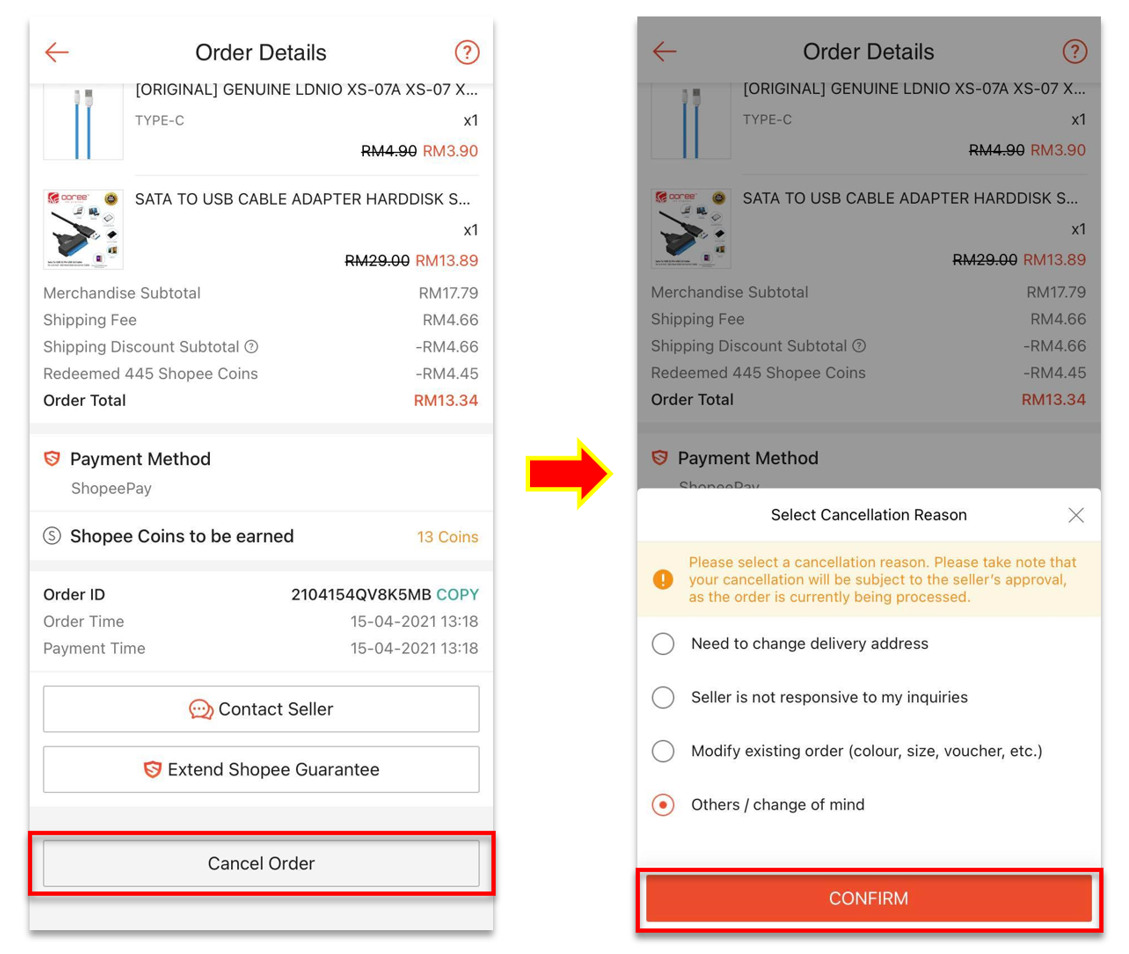 Order Details
?
[ORIGINAL] GENUINE LDNIO XS-07A XS-07 X...
TYPE-C
x1
RM4.90 RM3.90
SATA TO USB CABLE ADAPTER HARDDISK S...
x1
RM29.00 RM13.89
Merchandise Subtotal RM17.79
Shipping Fee RM4.66
Shipping Discount Subtotal ? -RM4.66
Redeemed 445 Shopee Coins -RM4.45
Order Total RM13.34
Payment Method
ShopeePay
S Shopee Coins to be earned 13 Coins
Order ID 2104154QV8K5MB COPY
Order Time 15-04-2021 13:18
Payment Time 15-04-2021 13:18
Contact Seller
Extend Shopee Guarantee
Cancel Order
Order Details
?
[ORIGINAL] GENUINE LDNIO XS-07A XS-07 X...
TYPE-C
x1
RM4.90 RM3.90
SATA TO USB CABLE ADAPTER HARDDISK S...
x1
RM29.00 RM13.89
Merchandise Subtotal RM17.79
Shipping Fee RM4.66
Shipping Discount Subtotal ? -RM4.66
Redeemed 445 Shopee Coins -RM4.45
Order Total RM13.34
Payment Method
ShopeePay
Select Cancellation Reason
! Please select a cancellation reason. Please take note that
your cancellation will be subject to the seller's approval,
as the order is currently being processed.
Need to change delivery address
Seller is not responsive to my inquiries
Modify existing order (colour, size, voucher, etc.)
Others / change of mind
CONFIRM